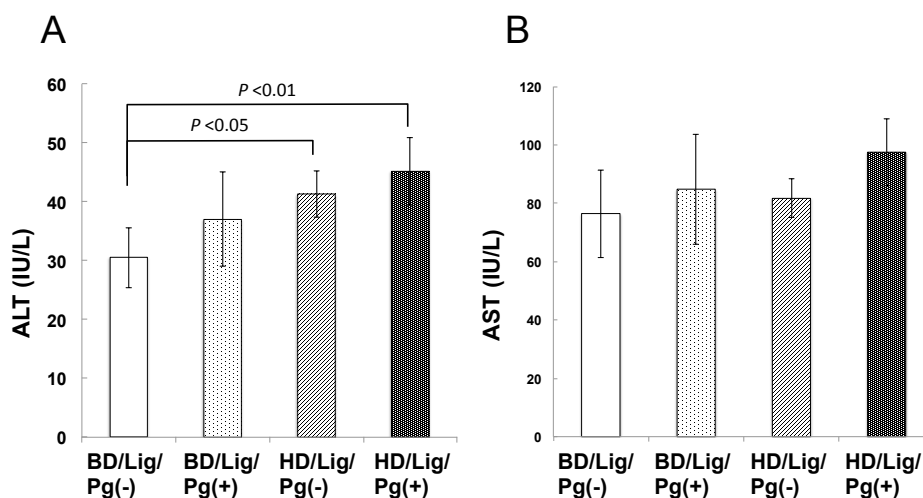 A
60
50
40
30
20
10
0
ALT (IU/L)
P <0.01
P <0.05
BD/Lig/
Pg(-)
BD/Lig/
Pg(+)
HD/Lig/
Pg(-)
HD/Lig/
Pg(+)
B
120
100
80
60
40
20
0
AST (IU/L)
BD/Lig/
Pg(-)
BD/Lig/
Pg(+)
HD/Lig/
Pg(-)
HD/Lig/
Pg(+)